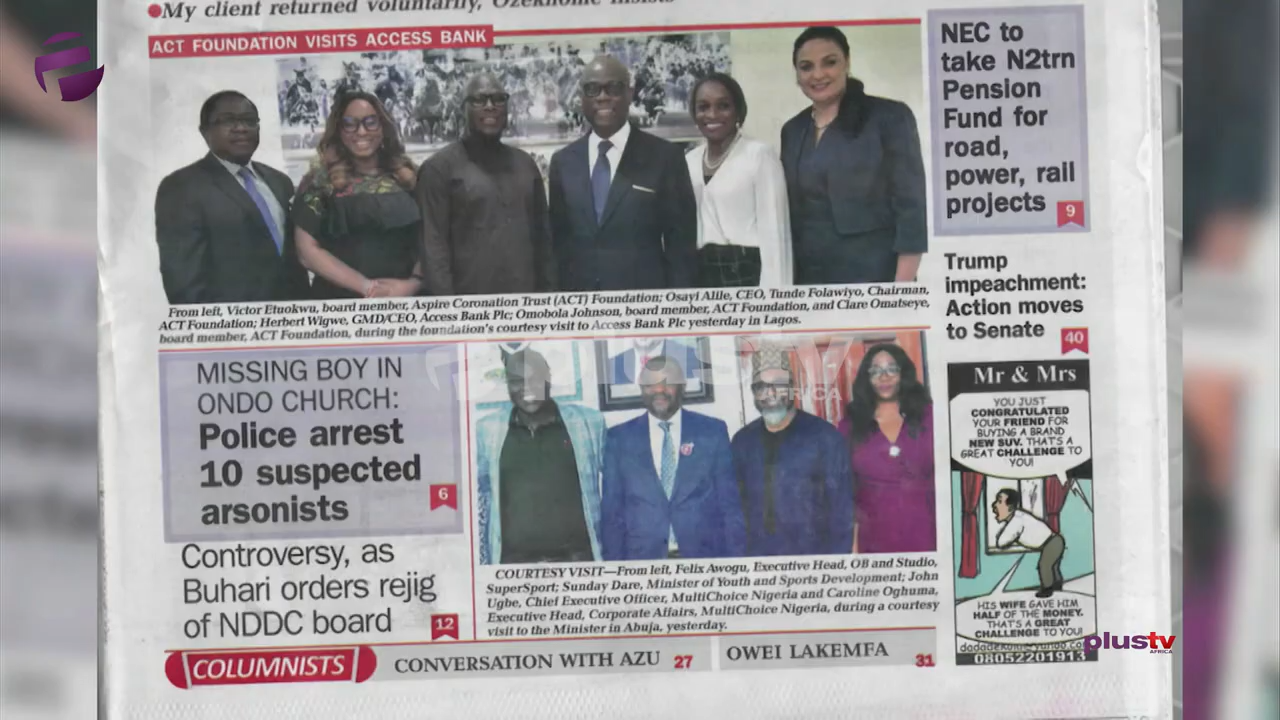 My client returned voluntarily, Ozekhome insists
ACT FOUNDATION VISITS ACCESS BANK
From left, Victor Etuokwu, board member, Aspire Coronation Trust (ACT) Foundation; Osayi Alile, CEO, Tunde Folawiyo, Chairman,
ACT Foundation; Herbert Wigwe, GMD/CEO, Access Bank Plc; Omobola Johnson, board member, ACT Foundation, and Clare Omatseye,
board member, ACT Foundation, during the foundation's courtesy visit to Access Bank Plc yesterday in Lagos.
NEC to
take N2trn
Pension
Fund for
road,
power, rail
projects 9
Trump
impeachment:
Action moves
to Senate 40
MISSING BOY IN
ONDO CHURCH:
Police arrest
10 suspected
arsonists 6
Controversy, as
Buhari orders rejig
of NDDC board 12
plustv
AFRICA
COURTESY VISIT—From left, Felix Awogu, Executive Head, OB and Studio,
SuperSport; Sunday Dare, Minister of Youth and Sports Development; John
Ugbe, Chief Executive Officer, MultiChoice Nigeria and Caroline Oghuma,
Executive Head, Corporate Affairs, MultiChoice Nigeria, during a courtesy
visit to the Minister in Abuja, yesterday.
Mr & Mrs
YOU JUST
CONGRATULATED
YOUR FRIEND FOR
BUYING A BRAND
NEW SUV. THAT'S A
GREAT CHALLENGE TO
YOU!
HIS WIFE GAVE HIM
HALF OF THE MONEY.
THAT'S A GREAT
CHALLENGE TO YOU!
08052201913
COLUMNISTS CONVERSATION WITH AZU 27 OWEI LAKEMFA 31
plustv
AFRICA